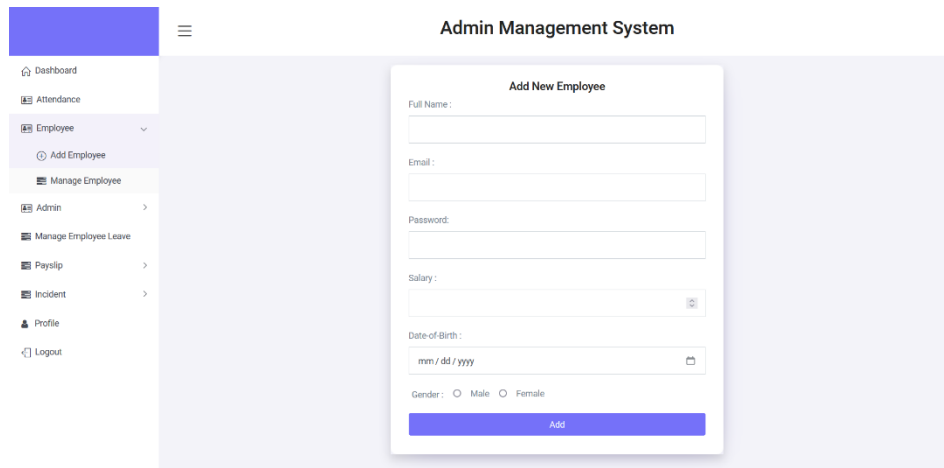 Admin Management System
Dashboard
Attendance
Employee
Add Employee
Manage Employee
Admin
Manage Employee Leave
Payslip
Incident
Profile
Logout
Add New Employee
Full Name :
Email :
Password:
Salary :
Date-of-Birth :
mm / dd / yyyy
Gender : Male Female
Add